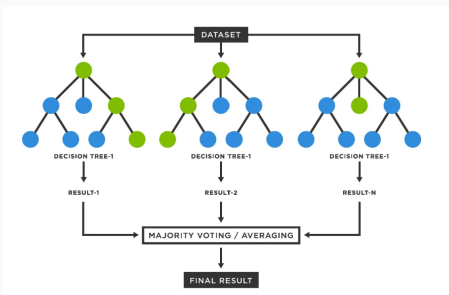 DATASET
DECISION TREE-1
DECISION TREE-1
DECISION TREE-1
RESULT-1
RESULT-2
RESULT-N
MAJORITY VOTING / AVERAGING
FINAL RESULT